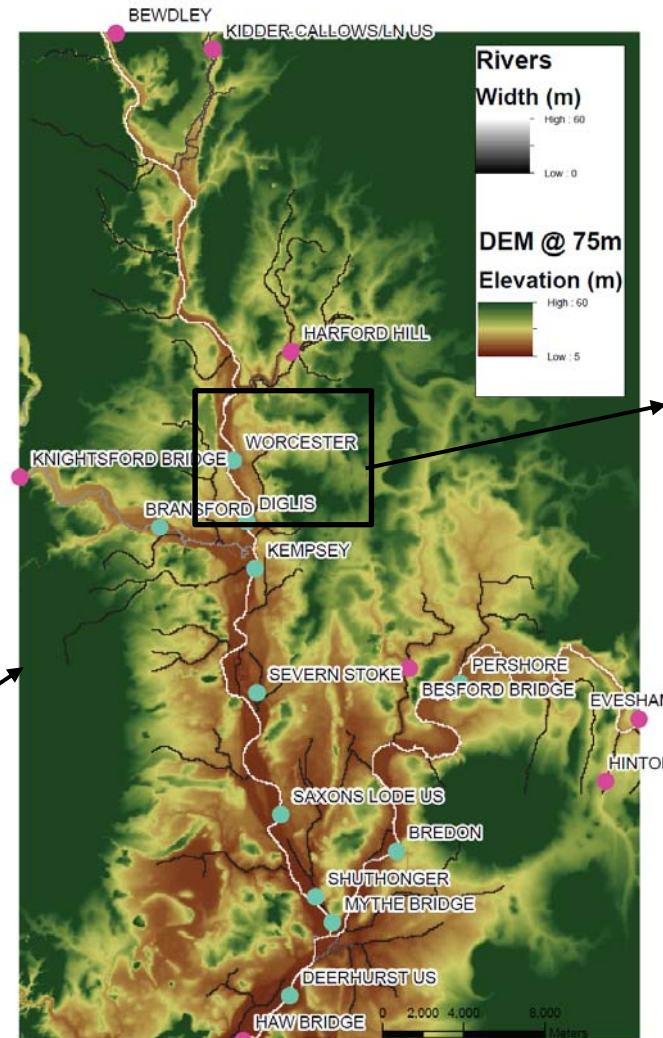 BEWDLEY
KIDDER-CALLOWS/LN US
Rivers
Width (m)
High : 60
Low : 0
DEM @ 75m
Elevation (m)
High : 60
Low : 5
HARFORD HILL
WORCESTER
KNIGHTSFORD BRIDGE
BRANSFORD
DIGLIS
KEMPSEY
SEVERN STOKE
PERSHORE
BESFORD BRIDGE
EVESHAM
HINTO
SAXONS LODE US
BREDON
SHUTHONGER
MYTHE BRIDGE
DEERHURST US
HAW BRIDGE
0 2,000 4,000 8,000
Meters